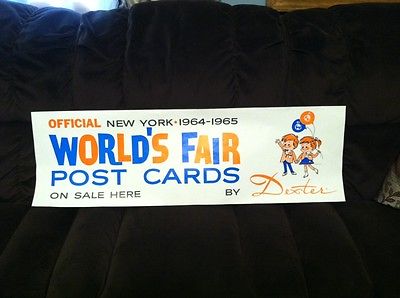 OFFICIAL NEW YORK • 1964-1965
WORLD'S FAIR
POST CARDS
ON SALE HERE BY Dexter